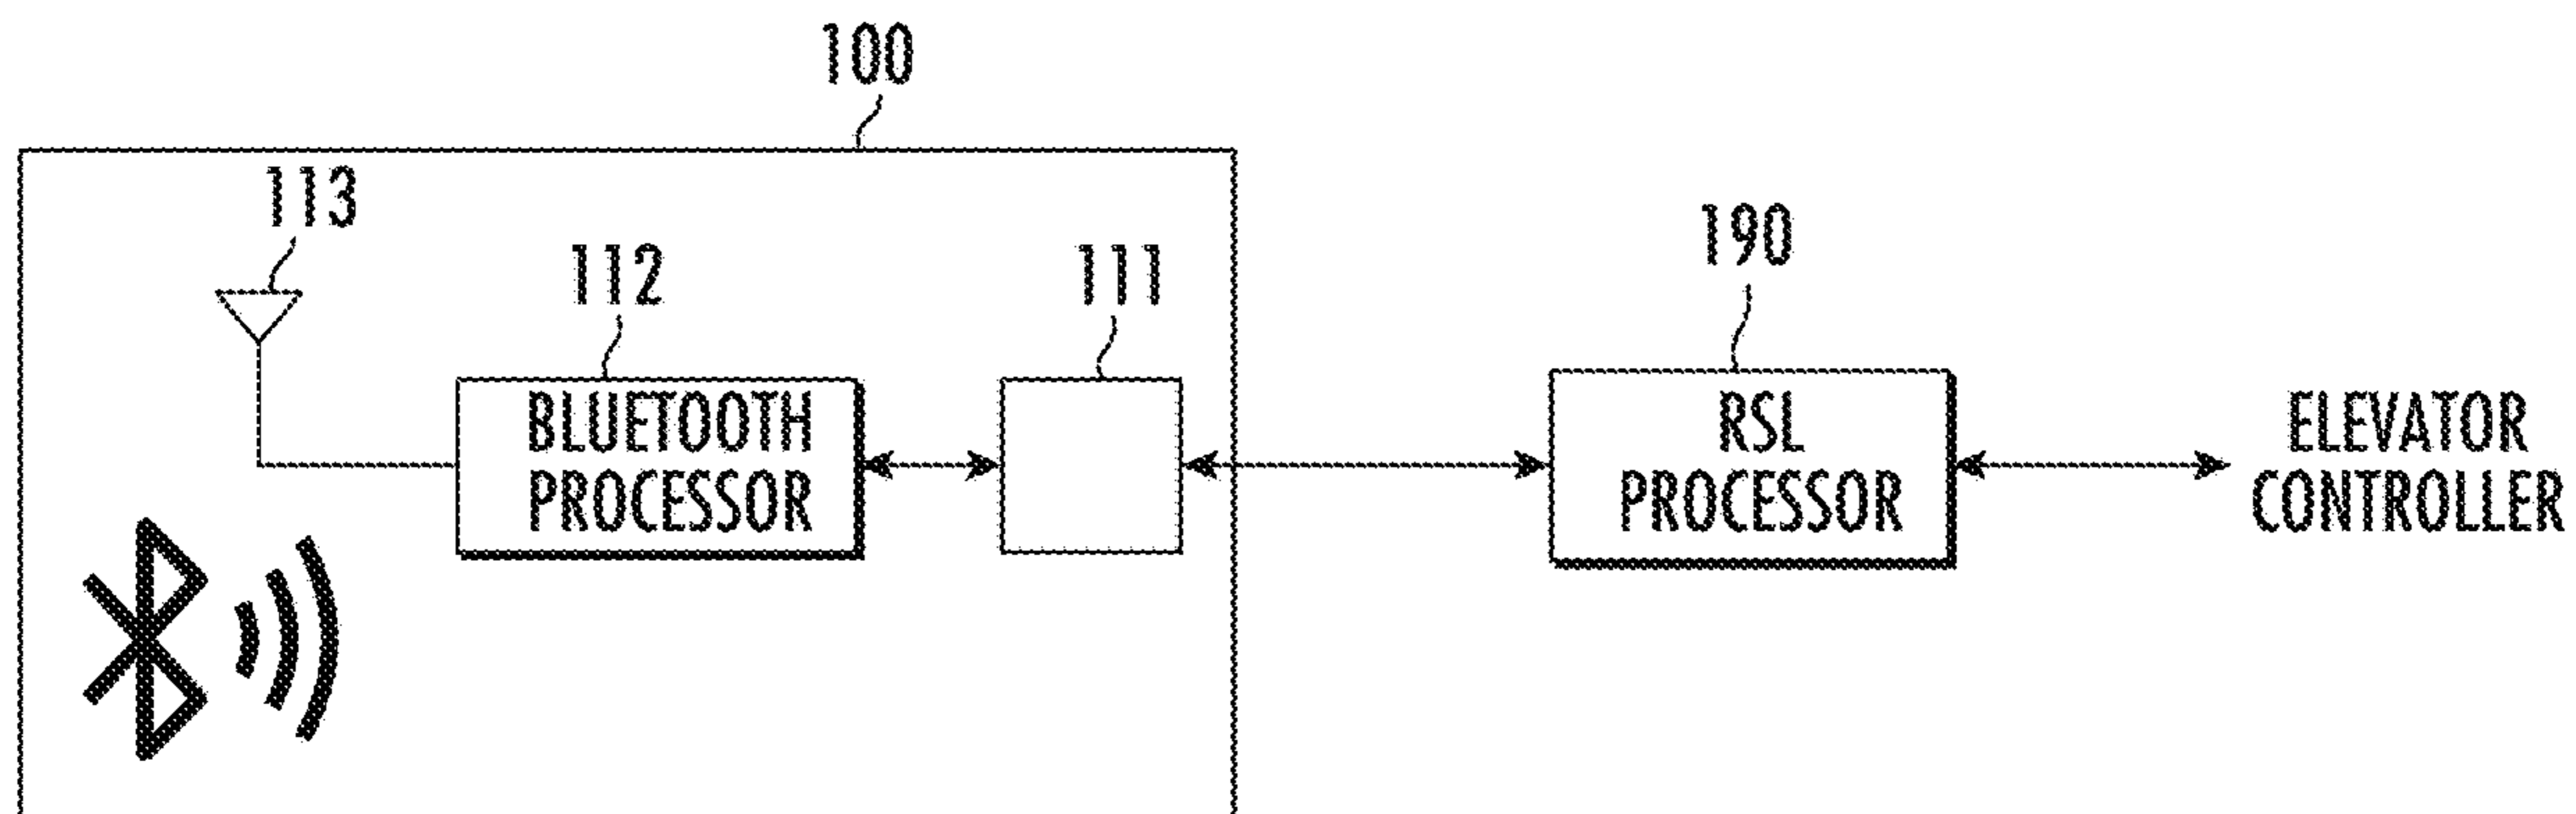 100
113
112
111
190
BLUETOOTH
PROCESSOR
RSL
PROCESSOR
ELEVATOR
CONTROLLER